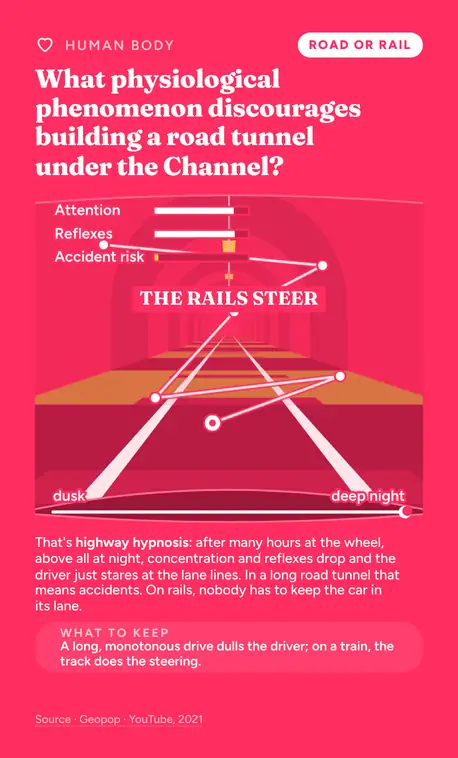 HUMAN BODY
ROAD OR RAIL
What physiological
phenomenon discourages
building a road tunnel
under the Channel?
Attention
Reflexes
Accident risk
THE RAILS STEER
dusk
deep night
That's highway hypnosis: after many hours at the wheel,
above all at night, concentration and reflexes drop and the
driver just stares at the lane lines. In a long road tunnel that
means accidents. On rails, nobody has to keep the car in
its lane.
WHAT TO KEEP
A long, monotonous drive dulls the driver; on a train, the
track does the steering.
Source · Geopop · YouTube, 2021